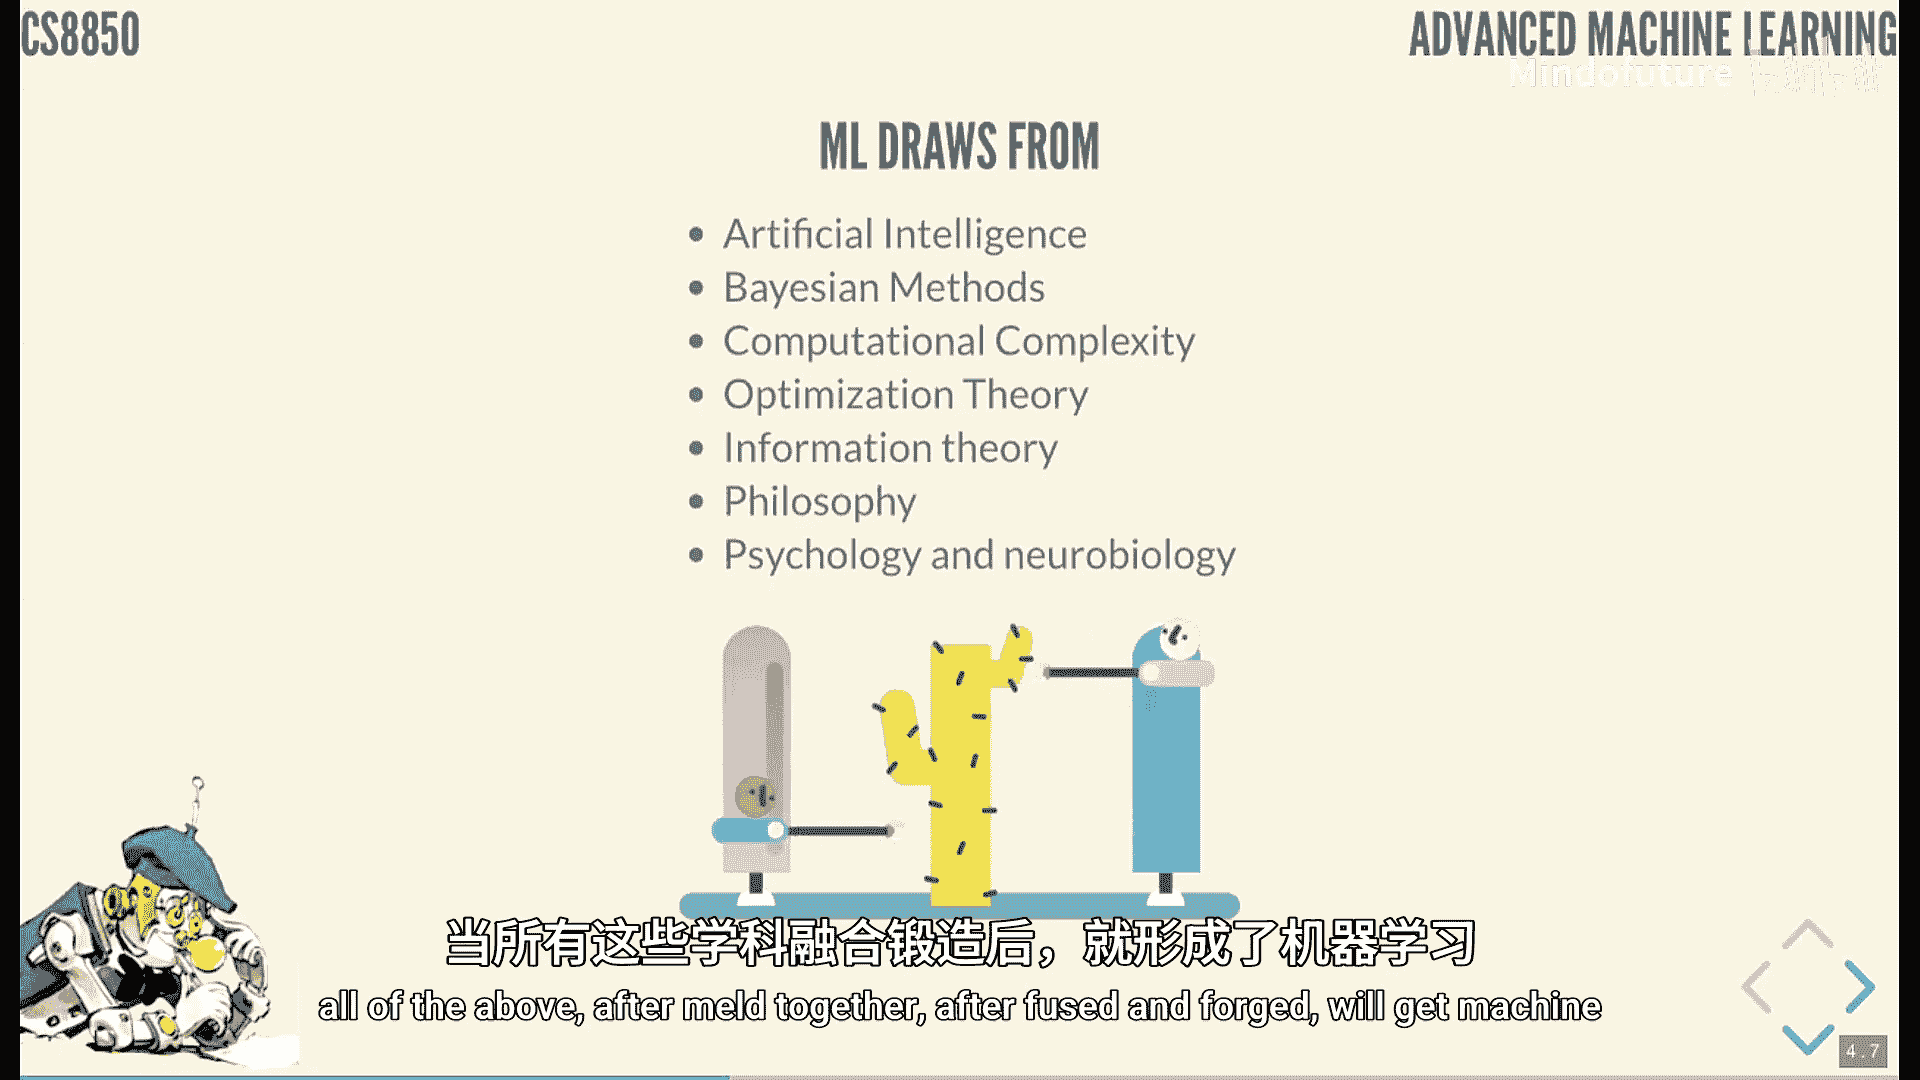 CS8850
ADVANCED MACHINE LEARNING
Mindofuture
ML DRAWS FROM
• Artificial Intelligence
• Bayesian Methods
• Computational Complexity
• Optimization Theory
• Information theory
• Philosophy
• Psychology and neurobiology
当所有这些学科融合锻造后，就形成了机器学习
all of the above, after meld together, after fused and forged, will get machine
4.7